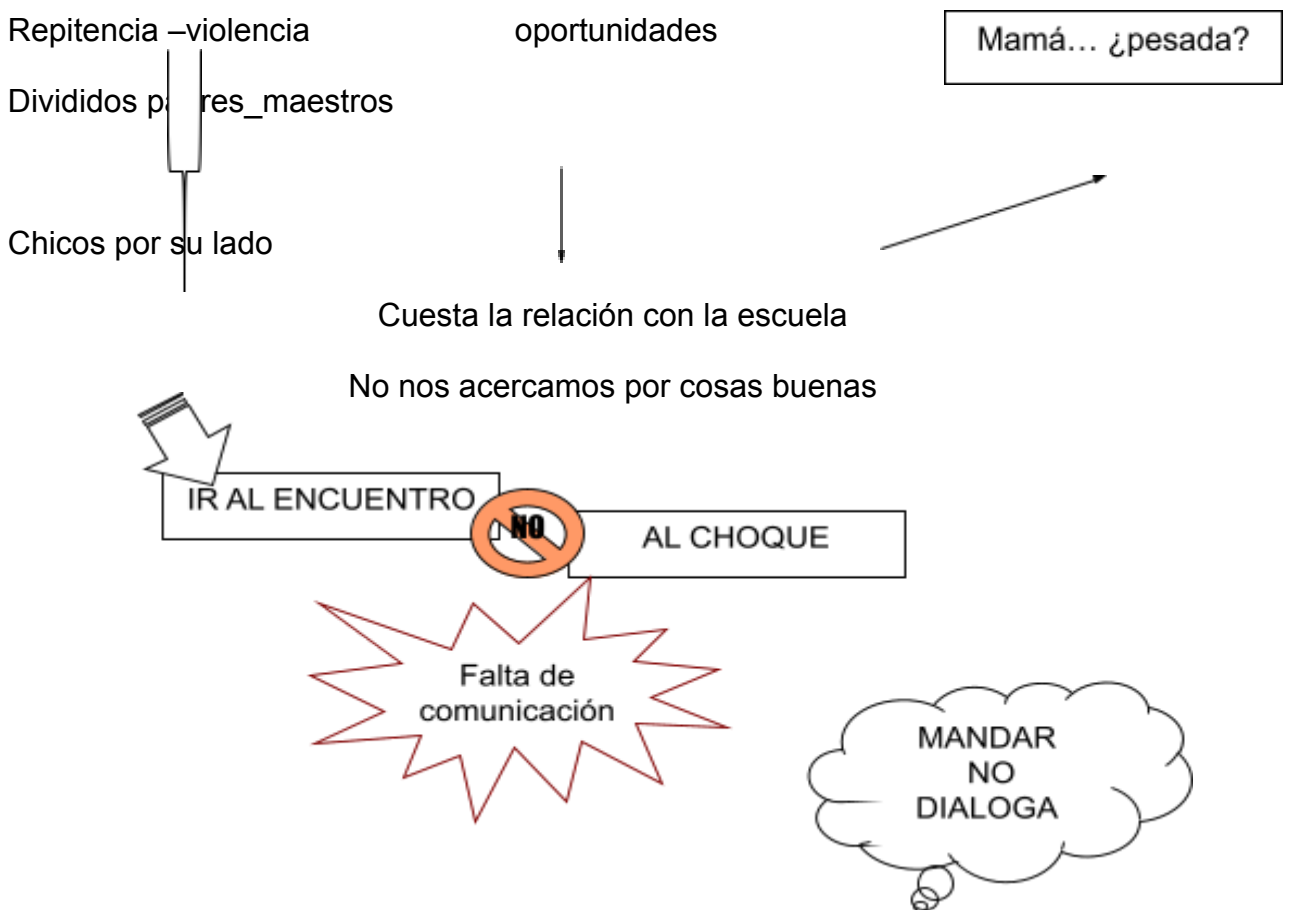 Repitencia –violencia oportunidades
Mamá… ¿pesada?
Divididos padres_maestros
Chicos por su lado
Cuesta la relación con la escuela
No nos acercamos por cosas buenas
IR AL ENCUENTRO
NO
AL CHOQUE
Falta de
comunicación
MANDAR
NO
DIALOGA